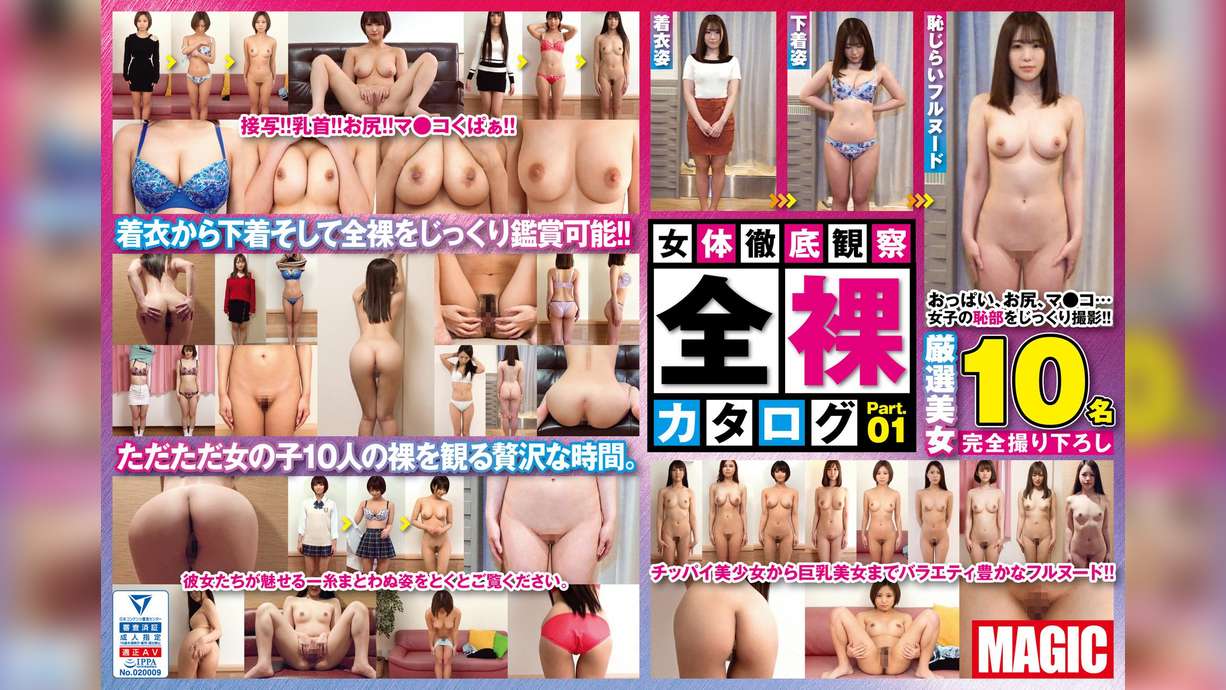 接写!!乳首!!お尻!!マ●コくぱぁ!!
着衣から下着そして全裸をじっくり鑑賞可能!!
ただただ女の子10人の裸を観る贅沢な時間。
彼女たちが魅せる一糸まとわぬ姿をとくとご覧ください。
審査済証
成人指定
適正AV
IPPA
No.020009
着衣姿
下着姿
恥じらいフルヌード
女体徹底観察
全裸
カタログ
Part.
01
おっぱい、お尻、マ●コ…
女子の恥部をじっくり撮影!!
厳選美女
10名
完全撮り下ろし
チッパイ美少女から巨乳美女までバラエティ豊かなフルヌード!!
MAGIC